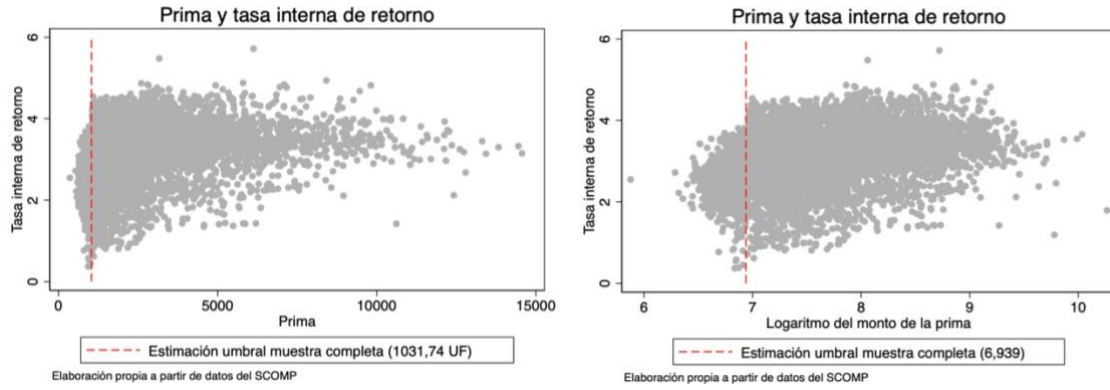 Prima y tasa interna de retorno
Tasa interna de retorno
6
4
2
0
0
5000
10000
15000
Prima
Estimación umbral muestra completa (1031,74 UF)
Elaboración propia a partir de datos del SCOMP
Prima y tasa interna de retorno
Tasa interna de retorno
6
4
2
0
6
7
8
9
10
Logaritmo del monto de la prima
Estimación umbral muestra completa (6,939)
Elaboración propia a partir de datos del SCOMP